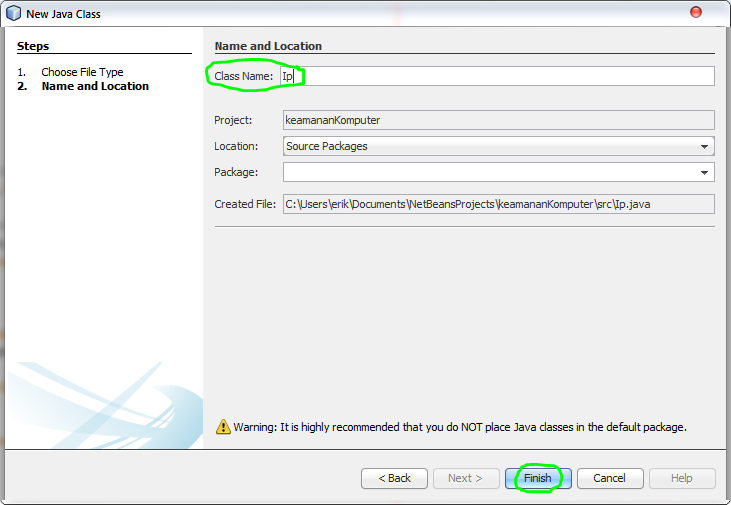 New Java Class
Steps
1. Choose File Type
2. Name and Location
Name and Location
Class Name: Ip
Project: keamananKomputer
Location: Source Packages
Package:
Created File: C:\Users\erik\Documents\NetBeansProjects\keamananKomputer\src\Ip.java
Warning: It is highly recommended that you do NOT place Java classes in the default package.
< Back Next > Finish Cancel Help